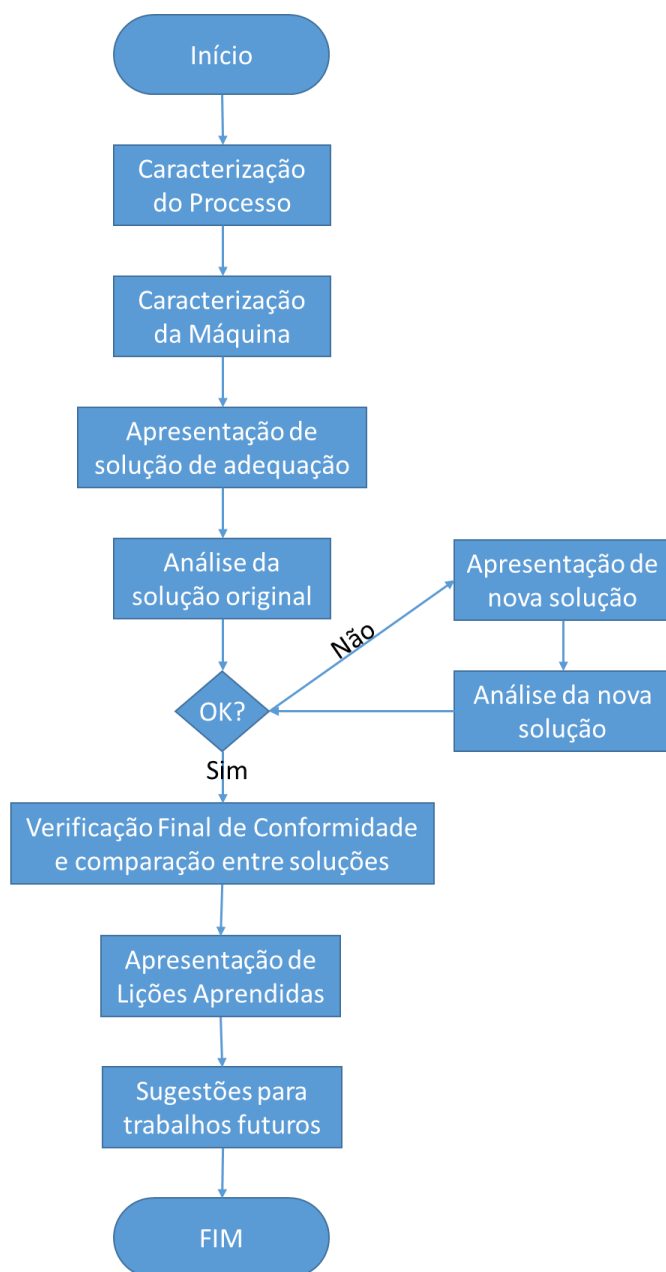 Início
Caracterização
do Processo
Caracterização
da Máquina
Apresentação de
solução de adequação
Análise da
solução original
Apresentação de
nova solução
Não
OK?
Análise da nova
solução
Sim
Verificação Final de Conformidade
e comparação entre soluções
Apresentação de
Lições Aprendidas
Sugestões para
trabalhos futuros
FIM